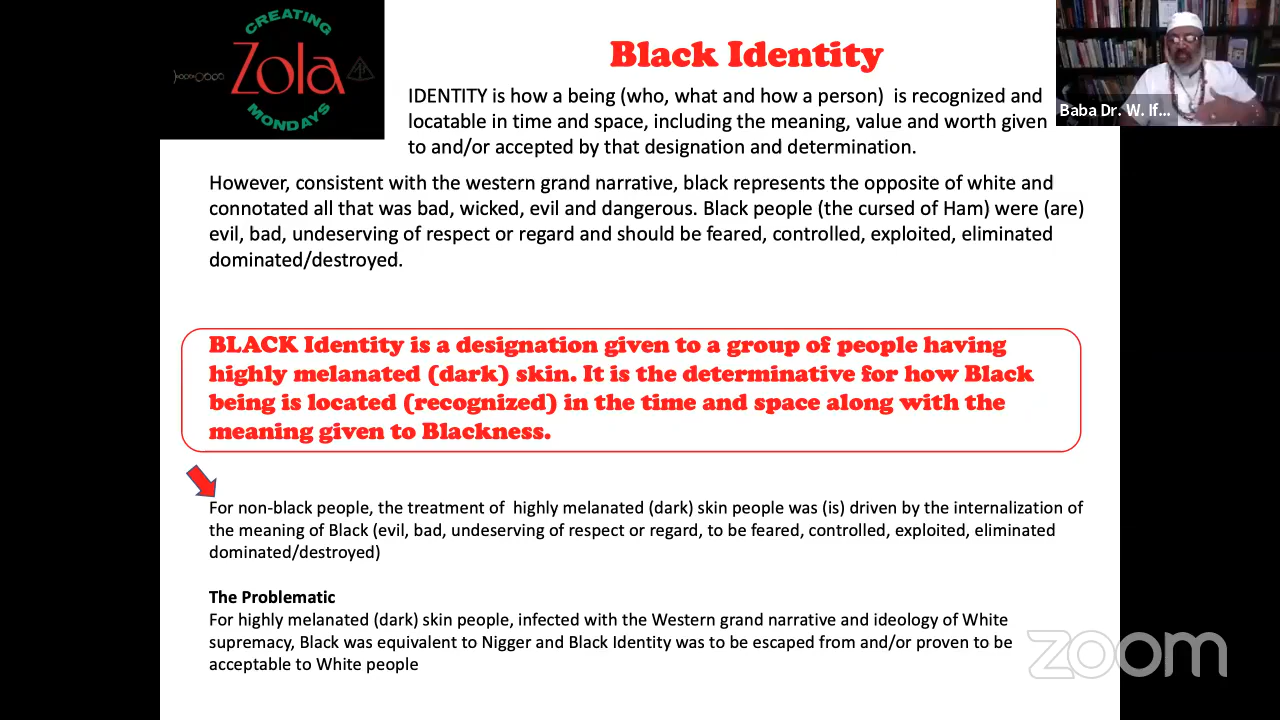 CREATING
Zola
MONDAYS
Black Identity
IDENTITY is how a being (who, what and how a person)  is recognized and
locatable in time and space, including the meaning, value and worth given
to and/or accepted by that designation and determination.
Baba Dr. W. If...
However, consistent with the western grand narrative, black represents the opposite of white and
connotated all that was bad, wicked, evil and dangerous. Black people (the cursed of Ham) were (are)
evil, bad, undeserving of respect or regard and should be feared, controlled, exploited, eliminated
dominated/destroyed.
BLACK Identity is a designation given to a group of people having
highly melanated (dark) skin. It is the determinative for how Black
being is located (recognized) in the time and space along with the
meaning given to Blackness.
For non-black people, the treatment of  highly melanated (dark) skin people was (is) driven by the internalization of
the meaning of Black (evil, bad, undeserving of respect or regard, to be feared, controlled, exploited, eliminated
dominated/destroyed)
The Problematic
For highly melanated (dark) skin people, infected with the Western grand narrative and ideology of White
supremacy, Black was equivalent to Nigger and Black Identity was to be escaped from and/or proven to be
acceptable to White people
zoom